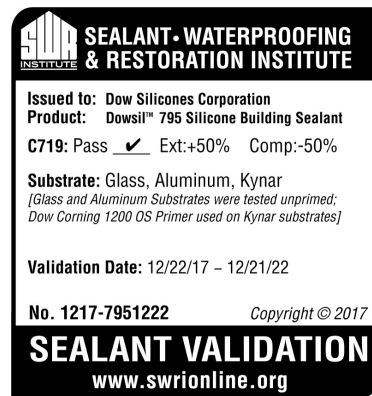 SWR
INSTITUTE
SEALANT • WATERPROOFING
& RESTORATION INSTITUTE
Issued to: Dow Silicones Corporation
Product: Dowsil™ 795 Silicone Building Sealant
C719: Pass ✔ Ext:+50% Comp:-50%
Substrate: Glass, Aluminum, Kynar
[Glass and Aluminum Substrates were tested unprimed;
Dow Corning 1200 OS Primer used on Kynar substrates]
Validation Date: 12/22/17 – 12/21/22
No. 1217-7951222 Copyright © 2017
SEALANT VALIDATION
www.swrionline.org